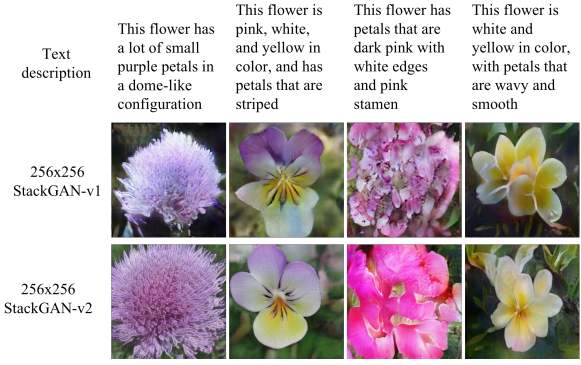 Text
description
This flower has
a lot of small
purple petals in
a dome-like
configuration
This flower is
pink, white,
and yellow in
color, and has
petals that are
striped
This flower has
petals that are
dark pink with
white edges
and pink
stamen
This flower is
white and
yellow in color,
with petals that
are wavy and
smooth
256x256
StackGAN-v1
256x256
StackGAN-v2